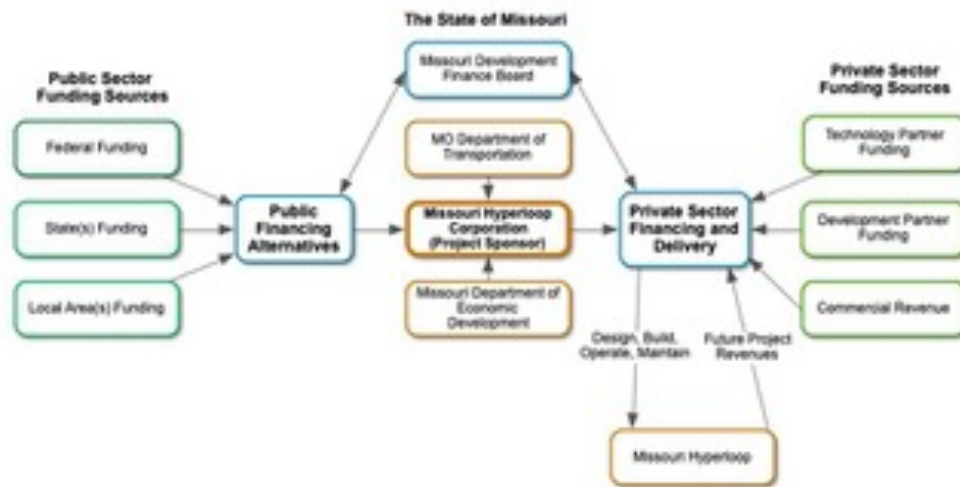 The State of Missouri
Missouri Development
Finance Board
Public Sector
Funding Sources
Private Sector
Funding Sources
Federal Funding
State(s) Funding
Local Area(s) Funding
Public
Financing
Alternatives
MO Department of
Transportation
Missouri Hyperloop
Corporation
(Project Sponsor)
Missouri Department of
Economic
Development
Private Sector
Financing and
Delivery
Technology Partner
Funding
Development Partner
Funding
Commercial Revenue
Design, Build,
Operate, Maintain
Future Project
Revenues
Missouri Hyperloop